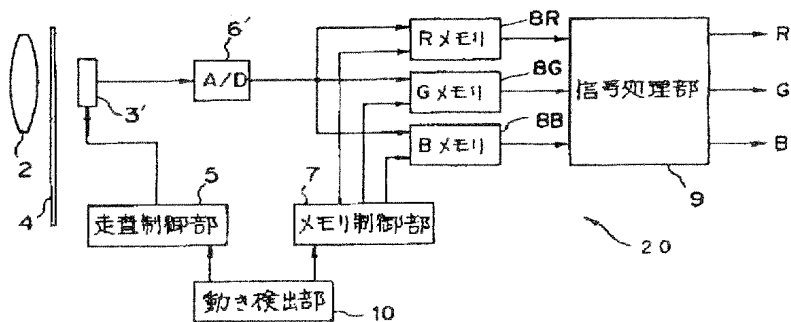 6'
8R
Rメモリ
R
A/D
8G
Gメモリ
信号処理部
G
3'
8B
Bメモリ
B
2
4
5
7
9
走査制御部
メモリ制御部
20
動き検出部
10